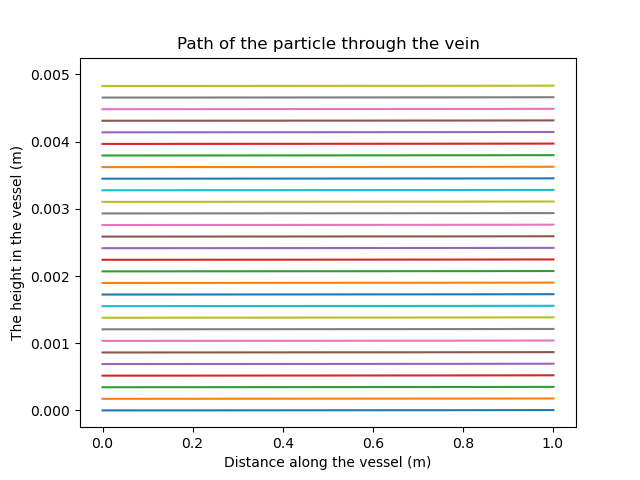 Path of the particle through the vein
0.005
0.004
0.003
0.002
0.001
0.000
The height in the vessel (m)
0.0 0.2 0.4 0.6 0.8 1.0
Distance along the vessel (m)